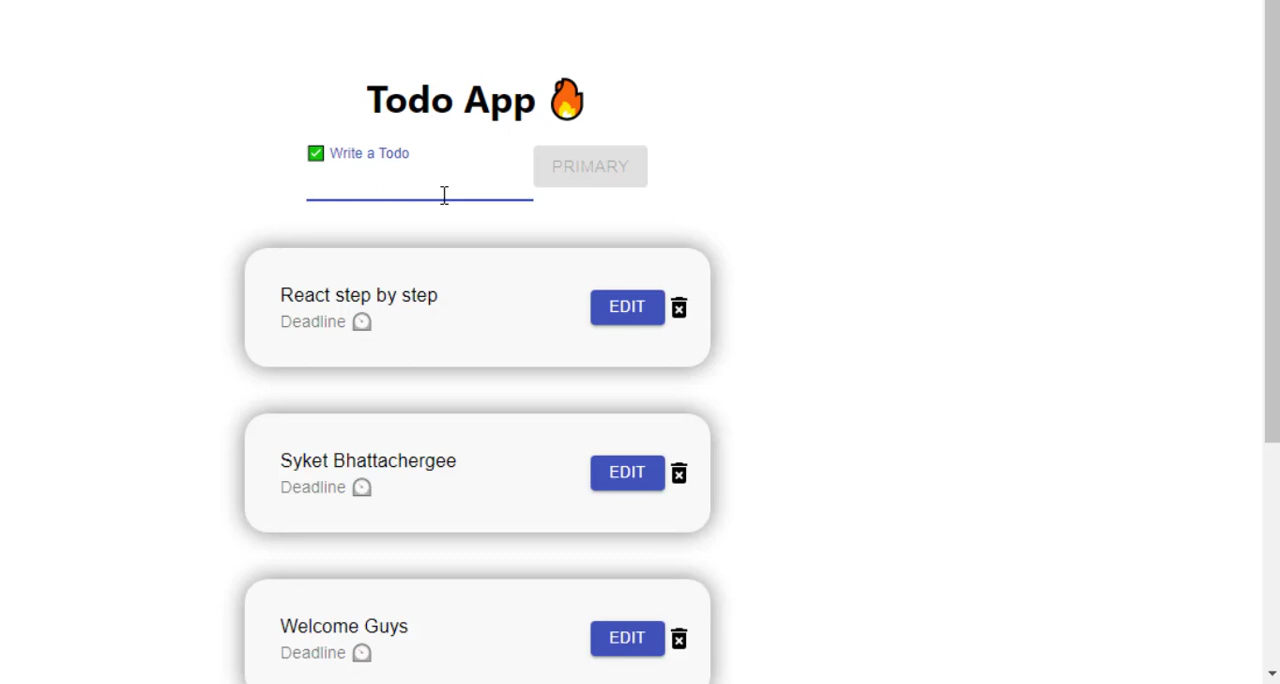 Todo App 🔥
✅ Write a Todo
PRIMARY
React step by step
Deadline
EDIT
Syket Bhattachergee
Deadline
EDIT
Welcome Guys
Deadline
EDIT